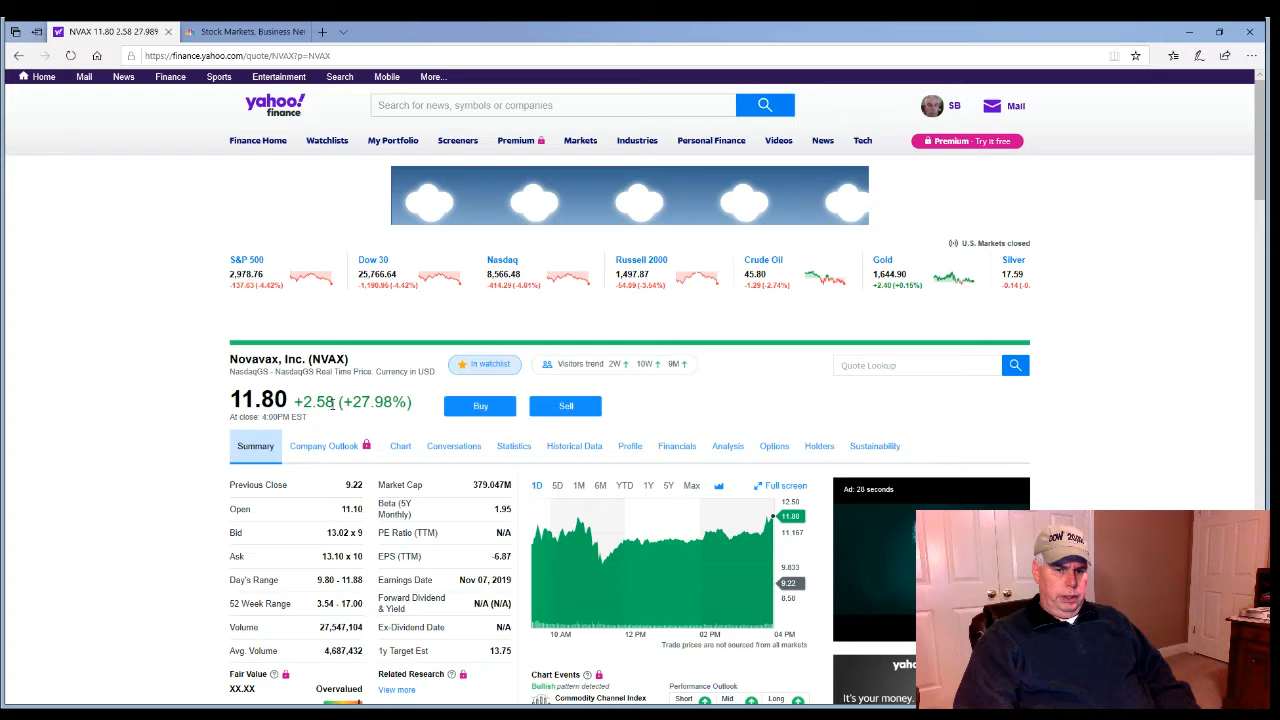 NVAX 11.80 2.58 27.989
Stock Markets, Business Nev
https://finance.yahoo.com/quote/NVAX?p=NVAX
Home Mail News Finance Sports Entertainment Search Mobile More...
yahoo!
finance
Search for news, symbols or companies
SB Mail
Finance Home Watchlists My Portfolio Screeners Premium Markets Industries Personal Finance Videos News Tech Premium - Try it free
U.S. Markets closed
S&P 500 Dow 30 Nasdaq Russell 2000 Crude Oil Gold Silver
2,978.76 25,766.64 8,566.48 1,497.87 45.80 1,644.90 17.59
-137.63 (-4.42%) -1,190.95 (-4.42%) -414.29 (-4.61%) -54.89 (-3.54%) -1.29 (-2.74%) +2.40 (+0.15%) -0.14 (-0.
Novavax, Inc. (NVAX)
NasdaqGS - NasdaqGS Real Time Price. Currency in USD
In watchlist
Visitors trend 2W ↑ 10W ↑ 9M ↑
Quote Lookup
11.80 +2.58 (+27.98%)
At close: 4:00PM EST
Buy Sell
Summary Company Outlook Chart Conversations Statistics Historical Data Profile Financials Analysis Options Holders Sustainability
Previous Close 9.22
Open 11.10
Bid 13.02 x 9
Ask 13.10 x 10
Day's Range 9.80 - 11.88
52 Week Range 3.54 - 17.00
Volume 27,547,104
Avg. Volume 4,687,432
Market Cap 379.047M
Beta (5Y
Monthly) 1.95
PE Ratio (TTM) N/A
EPS (TTM) -6.87
Earnings Date Nov 07, 2019
Forward Dividend
& Yield N/A (N/A)
Ex-Dividend Date N/A
1y Target Est 13.75
Fair Value
XX.XX Overvalued
Related Research
View more
1D 5D 1M 6M YTD 1Y 5Y Max Full screen
12.50
11.80
11.167
9.833
9.22
8.50
10 AM 12 PM 02 PM 04 PM
Trade prices are not sourced from all markets
Chart Events
Bullish pattern detected
Commodity Channel Index
Performance Outlook
Short Mid Long
Ad: 28 seconds
DOW
yaho
It's your money.